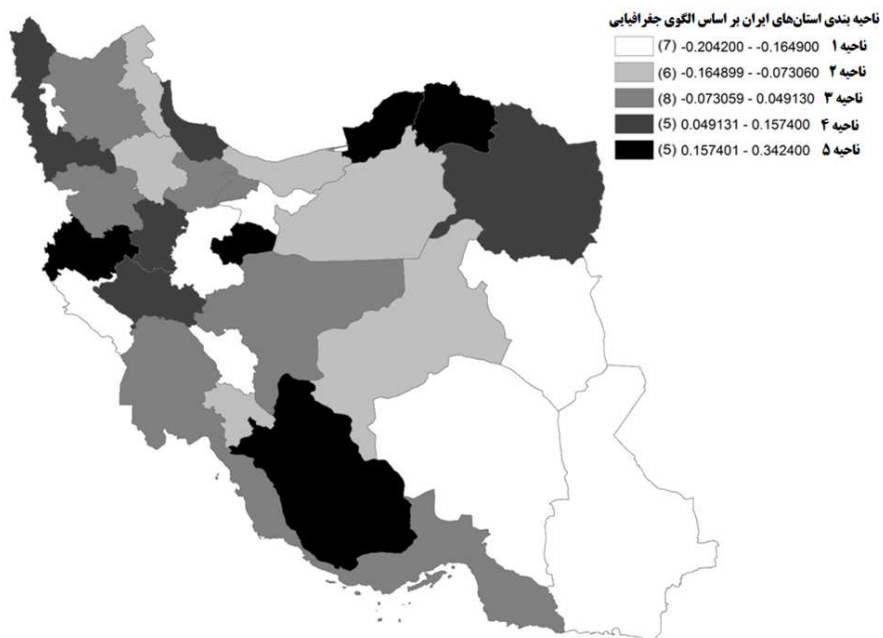 ناحیه بندی استان‌های ایران بر اساس الگوی جغرافیایی
ناحیه ۱ -0.204200 - -0.164900 (7)
ناحیه ۲ -0.164899 - -0.073060 (6)
ناحیه ۳ -0.073059 - 0.049130 (8)
ناحیه ۴ 0.049131 - 0.157400 (5)
ناحیه ۵ 0.157401 - 0.342400 (5)